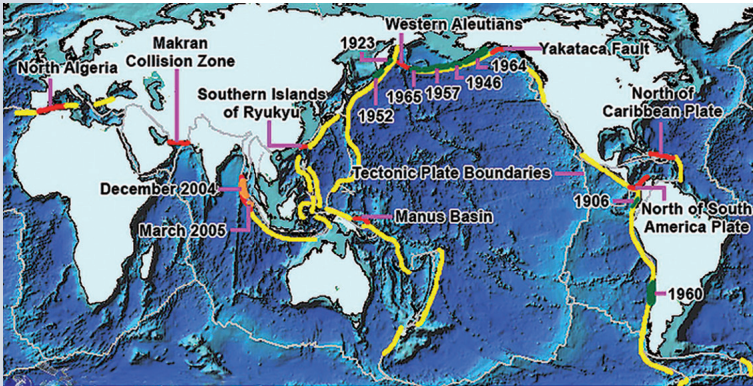 Western Aleutians
1923
Makran
Collision Zone
Yakataca Fault
North Algeria
1964
1946
1957
1965
1952
Southern Islands
of Ryukyu
North of
Caribbean Plate
Tectonic Plate Boundaries
December 2004
1906
March 2005
Manus Basin
North of South
America Plate
1960